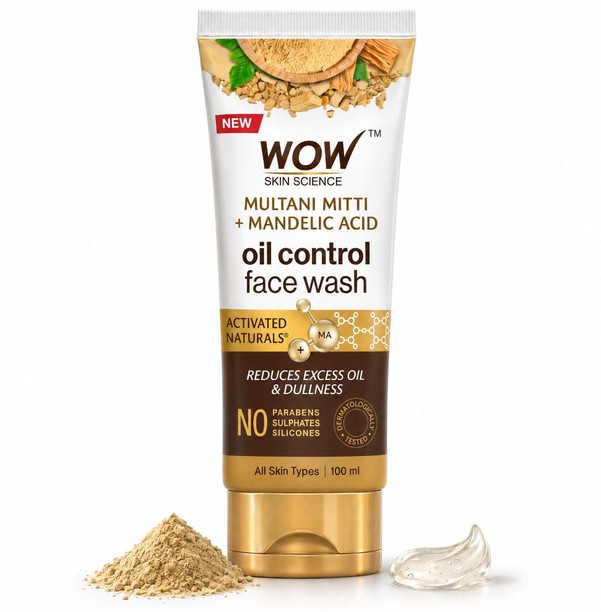 NEW
WOW™
SKIN SCIENCE
MULTANI MITTI
+ MANDELIC ACID
oil control
face wash
ACTIVATED
NATURALS®
MA
+
REDUCES EXCESS OIL
& DULLNESS
NO PARABENS
SULPHATES
SILICONES
DERMATOLOGICALLY
• TESTED •
All Skin Types | 100 ml